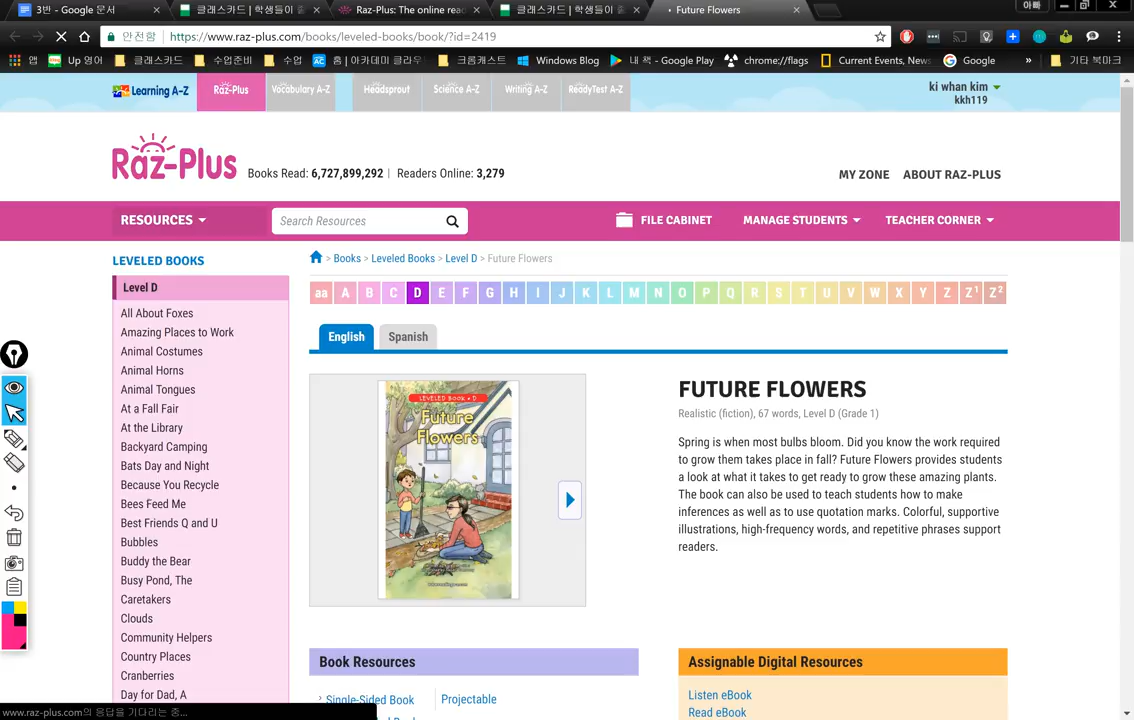 3반 - Google 문서
클래스카드 | 학생들이 줄
Raz-Plus: The online read
클래스카드 | 학생들이 줄
Future Flowers
아빠
안전함 | https://www.raz-plus.com/books/leveled-books/book/?id=2419
앱
Up 영어
클래스카드
수업준비
수업
홈 | 아카데미 클라우
크롬캐스트
Windows Blog
내 책 - Google Play
chrome://flags
Current Events, News
Google
»
기타 북마크
Learning A-Z
Raz-Plus
Vocabulary A-Z
Headsprout
Science A-Z
Writing A-Z
ReadyTest A-Z
ki whan kim
kkh119
Raz-Plus
Books Read: 6,727,899,292 | Readers Online: 3,279
MY ZONE
ABOUT RAZ-PLUS
RESOURCES
Search Resources
FILE CABINET
MANAGE STUDENTS
TEACHER CORNER
LEVELED BOOKS
> Books > Leveled Books > Level D > Future Flowers
Level D
aa A B C D E F G H I J K L M N O P Q R S T U V W X Y Z Z¹ Z²
All About Foxes
Amazing Places to Work
Animal Costumes
Animal Horns
Animal Tongues
At a Fall Fair
At the Library
Backyard Camping
Bats Day and Night
Because You Recycle
Bees Feed Me
Best Friends Q and U
Bubbles
Buddy the Bear
Busy Pond, The
Caretakers
Clouds
Community Helpers
Country Places
Cranberries
Day for Dad, A
English
Spanish
LEVELED BOOK • D
Future
Flowers
FUTURE FLOWERS
Realistic (fiction), 67 words, Level D (Grade 1)
Spring is when most bulbs bloom. Did you know the work required
to grow them takes place in fall? Future Flowers provides students
a look at what it takes to get ready to grow these amazing plants.
The book can also be used to teach students how to make
inferences as well as to use quotation marks. Colorful, supportive
illustrations, high-frequency words, and repetitive phrases support
readers.
Book Resources
Single-Sided Book
Projectable
Assignable Digital Resources
Listen eBook
Read eBook
www.raz-plus.com의 응답을 기다리는 중...